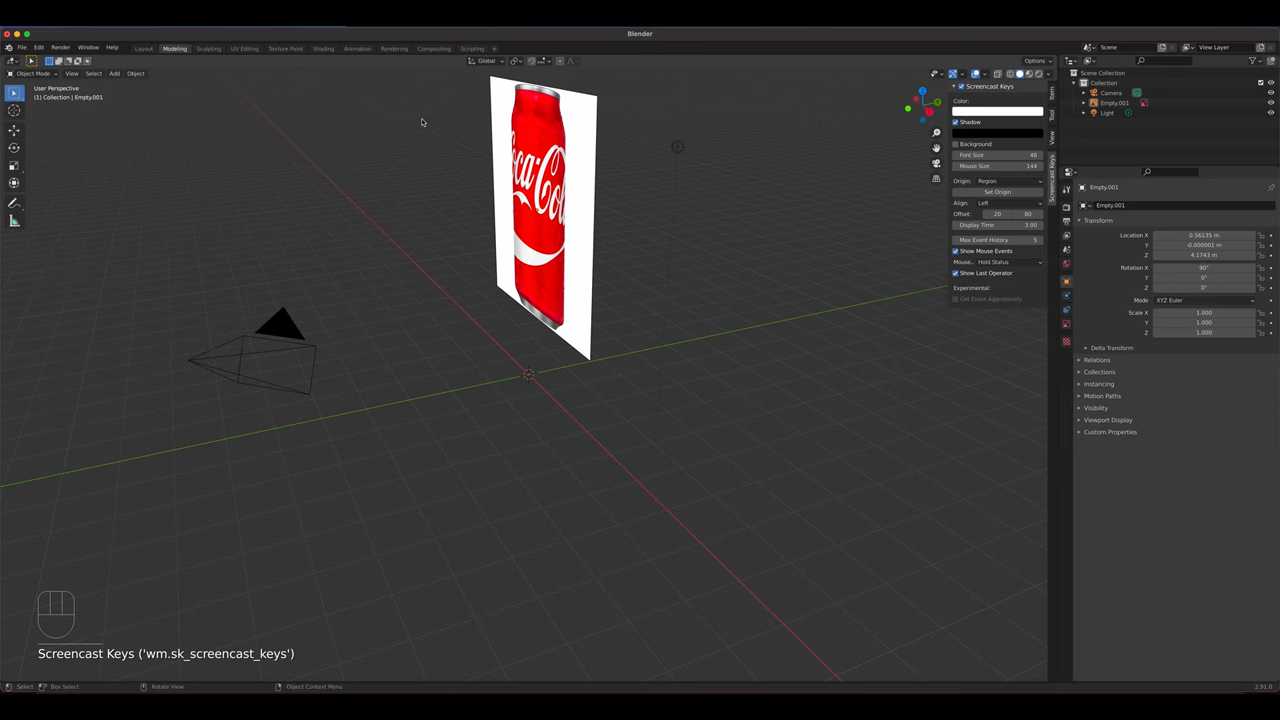 Blender
File Edit Render Window Help
Layout Modeling Sculpting UV Editing Texture Paint Shading Animation Rendering Compositing Scripting +
Scene
View Layer
Global
Options
Object Mode View Select Add Object
User Perspective
(1) Collection | Empty.001
Screencast Keys
Color:
Shadow
Background
Font Size 48
Mouse Size 144
Origin: Region
Set Origin
Align: Left
Offset: 20 80
Display Time 3.00
Max Event History 5
Show Mouse Events
Mouse... Hold Status
Show Last Operator
Experimental:
Get Event Aggressively
Item
Tool
View
Screencast Keys
Scene Collection
Collection
Camera
Empty.001
Light
Empty.001
Empty.001
Transform
Location X 0.56135 m
Y -0.000001 m
Z 4.1743 m
Rotation X 90°
Y 0°
Z 0°
Mode XYZ Euler
Scale X 1.000
Y 1.000
Z 1.000
Delta Transform
Relations
Collections
Instancing
Motion Paths
Visibility
Viewport Display
Custom Properties
Coca-Col
Screencast Keys ('wm.sk_screencast_keys')
Select Box Select Rotate View Object Context Menu
2.91.0